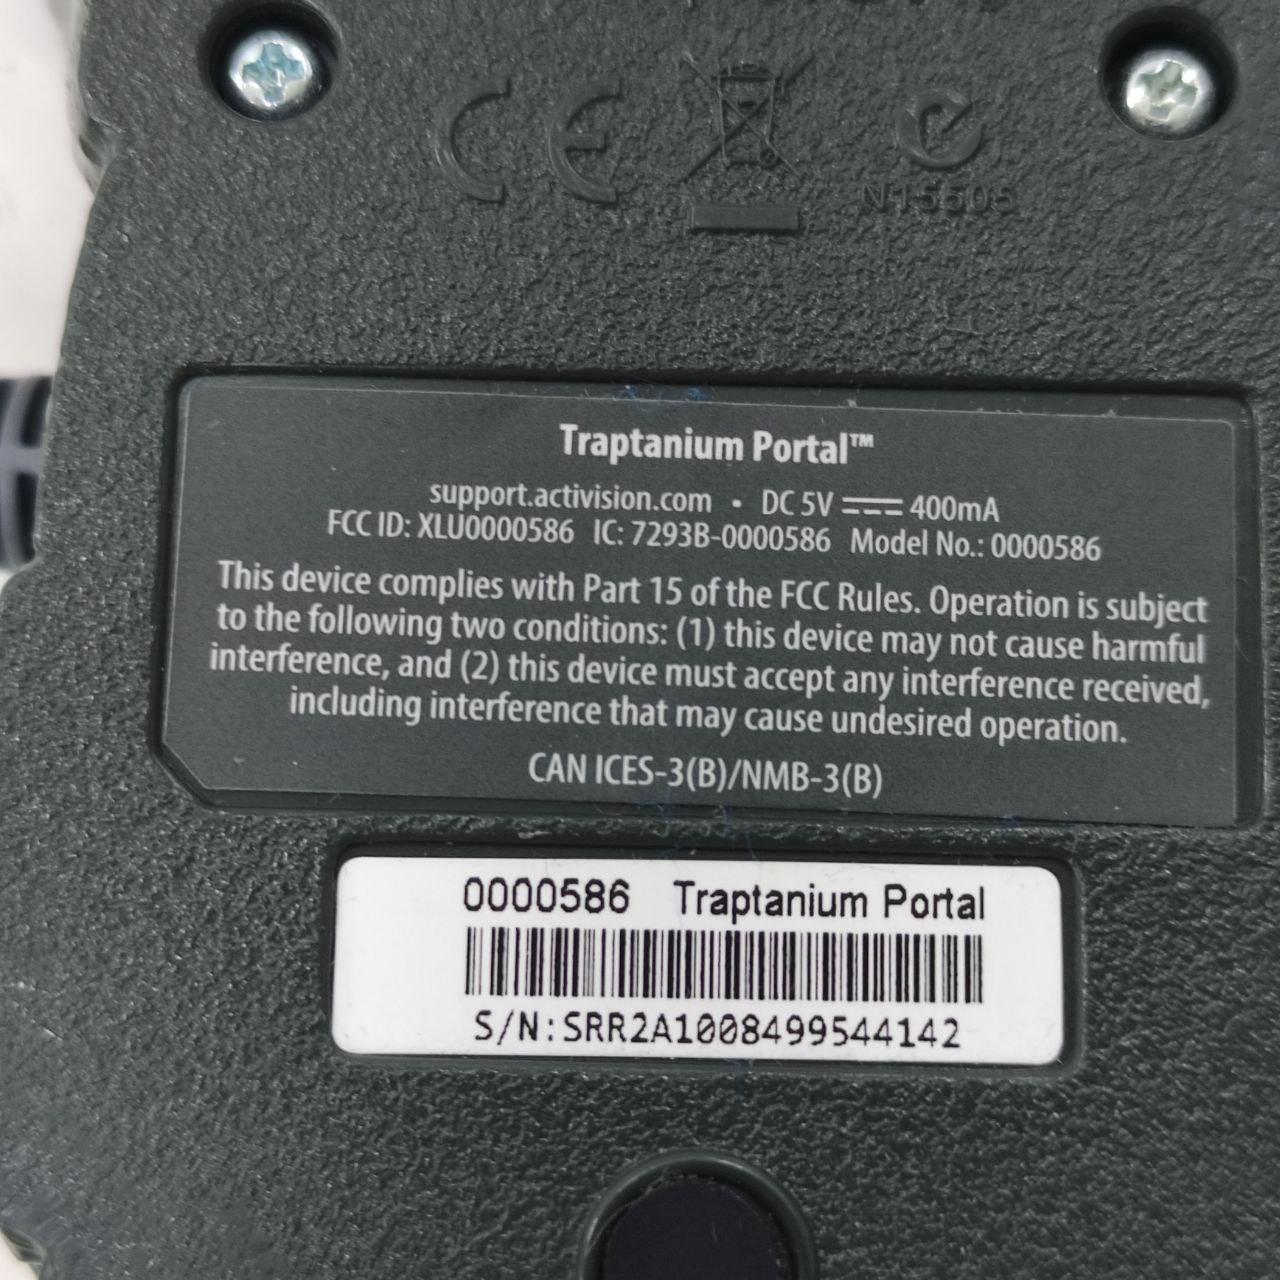 CE
N15505
Traptanium Portal™
support.activision.com • DC 5V ⎓ 400mA
FCC ID: XLU0000586 IC: 7293B-0000586 Model No.: 0000586
This device complies with Part 15 of the FCC Rules. Operation is subject
to the following two conditions: (1) this device may not cause harmful
interference, and (2) this device must accept any interference received,
including interference that may cause undesired operation.
CAN ICES-3(B)/NMB-3(B)
0000586 Traptanium Portal
S/N:SRR2A1008499544142